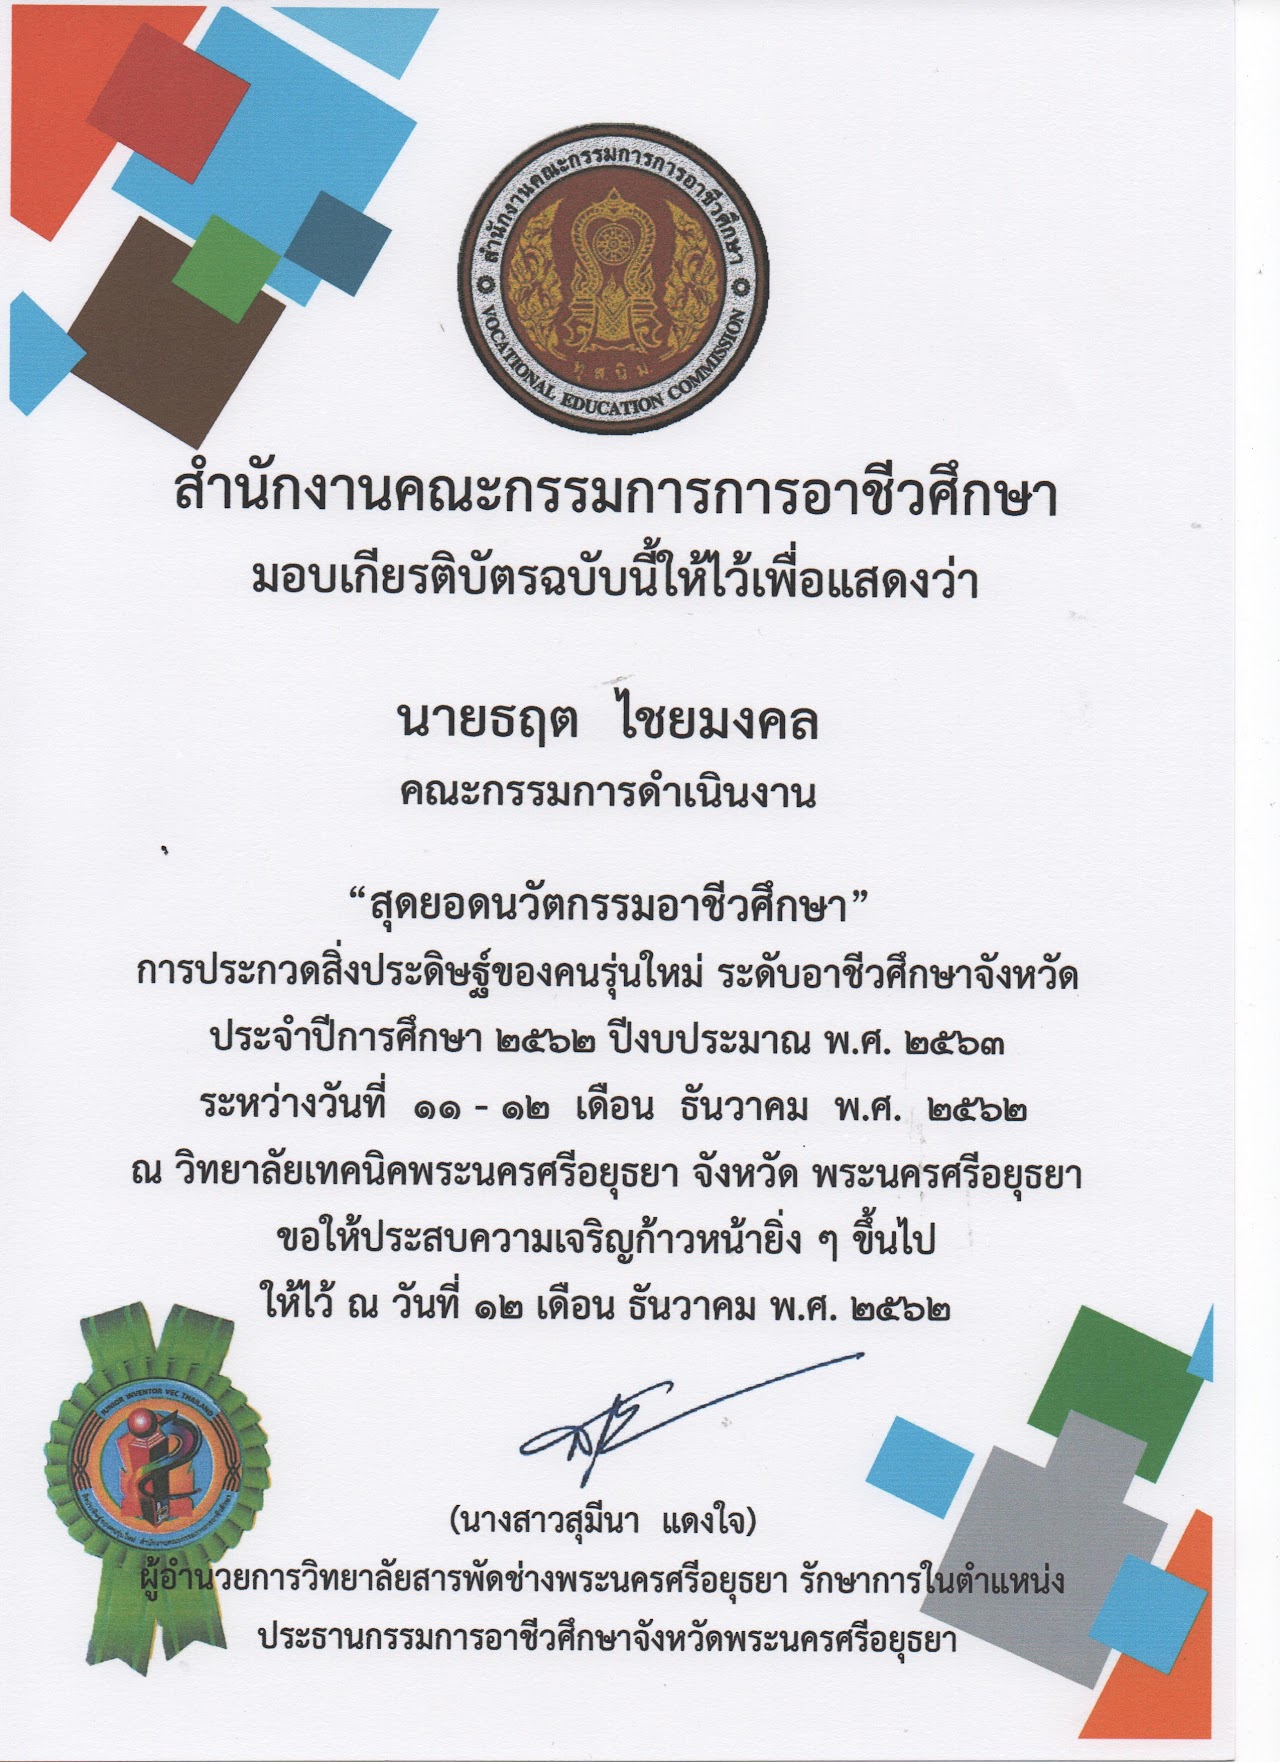 สำนักงานคณะกรรมการการอาชีวศึกษา
VOCATIONAL EDUCATION COMMISSION
สำนักงานคณะกรรมการการอาชีวศึกษา
มอบเกียรติบัตรฉบับนี้ให้ไว้เพื่อแสดงว่า
นายธฤต ไชยมงคล
คณะกรรมการดำเนินงาน
“สุดยอดนวัตกรรมอาชีวศึกษา”
การประกวดสิ่งประดิษฐ์ของคนรุ่นใหม่ ระดับอาชีวศึกษาจังหวัด
ประจำปีการศึกษา ๒๕๖๒ ปีงบประมาณ พ.ศ. ๒๕๖๓
ระหว่างวันที่ ๑๑ - ๑๒ เดือน ธันวาคม พ.ศ. ๒๕๖๒
ณ วิทยาลัยเทคนิคพระนครศรีอยุธยา จังหวัด พระนครศรีอยุธยา
ขอให้ประสบความเจริญก้าวหน้ายิ่ง ๆ ขึ้นไป
ให้ไว้ ณ วันที่ ๑๒ เดือน ธันวาคม พ.ศ. ๒๕๖๒
JUNIOR INVENTOR VEC THAILAND
(นางสาวสุมีนา แดงใจ)
ผู้อำนวยการวิทยาลัยสารพัดช่างพระนครศรีอยุธยา รักษาการในตำแหน่ง
ประธานกรรมการอาชีวศึกษาจังหวัดพระนครศรีอยุธยา